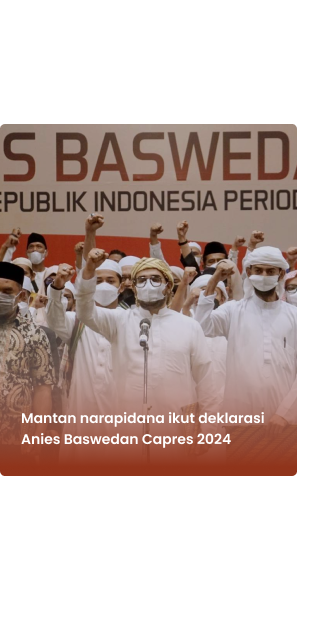 S BASWEDA
EPUBLIK INDONESIA PERIOD
Mantan narapidana ikut deklarasi
Anies Baswedan Capres 2024